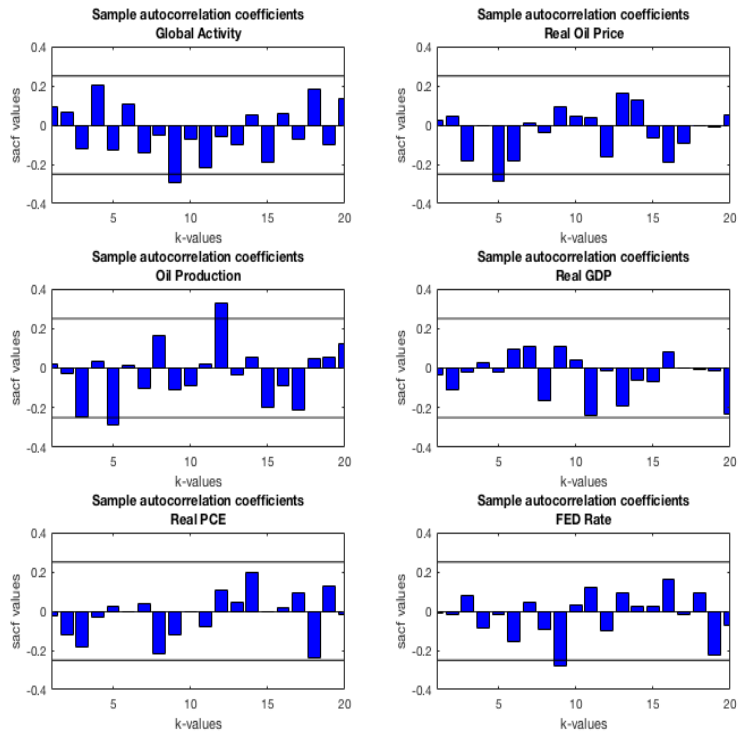 Sample autocorrelation coefficients
Global Activity
0.4
0.2
0
-0.2
-0.4
sacf values
5
10
15
20
k-values
Sample autocorrelation coefficients
Real Oil Price
0.4
0.2
0
-0.2
-0.4
sacf values
5
10
15
20
k-values
Sample autocorrelation coefficients
Oil Production
0.4
0.2
0
-0.2
-0.4
sacf values
5
10
15
20
k-values
Sample autocorrelation coefficients
Real GDP
0.4
0.2
0
-0.2
-0.4
sacf values
5
10
15
20
k-values
Sample autocorrelation coefficients
Real PCE
0.4
0.2
0
-0.2
-0.4
sacf values
5
10
15
20
k-values
Sample autocorrelation coefficients
FED Rate
0.4
0.2
0
-0.2
-0.4
sacf values
5
10
15
20
k-values